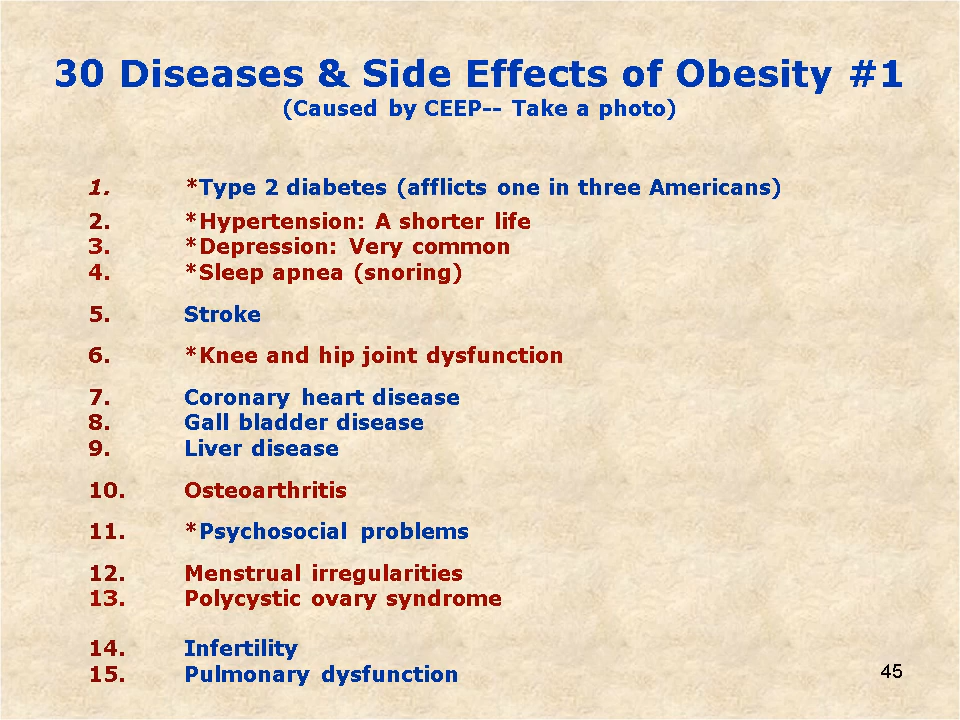 30 Diseases & Side Effects of Obesity #1
(Caused by CEEP-- Take a photo)
1. *Type 2 diabetes (afflicts one in three Americans)
2. *Hypertension: A shorter life
3. *Depression: Very common
4. *Sleep apnea (snoring)
5. Stroke
6. *Knee and hip joint dysfunction
7. Coronary heart disease
8. Gall bladder disease
9. Liver disease
10. Osteoarthritis
11. *Psychosocial problems
12. Menstrual irregularities
13. Polycystic ovary syndrome
14. Infertility
15. Pulmonary dysfunction
45